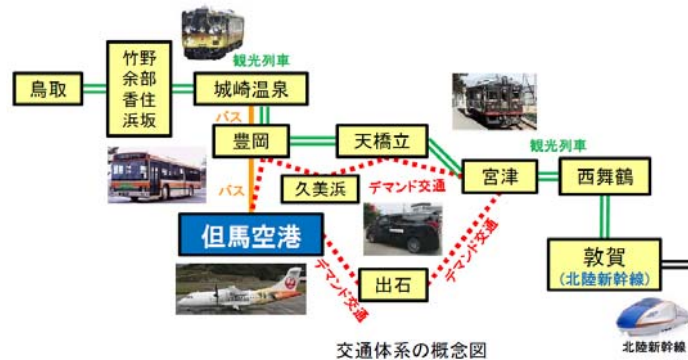 観光列車
鳥取
竹野
余部
香住
浜坂
城崎温泉
バス
豊岡
天橋立
観光列車
久美浜
デマンド交通
宮津
西舞鶴
バス
但馬空港
デマンド交通
出石
デマンド交通
敦賀
(北陸新幹線)
北陸新幹線
交通体系の概念図